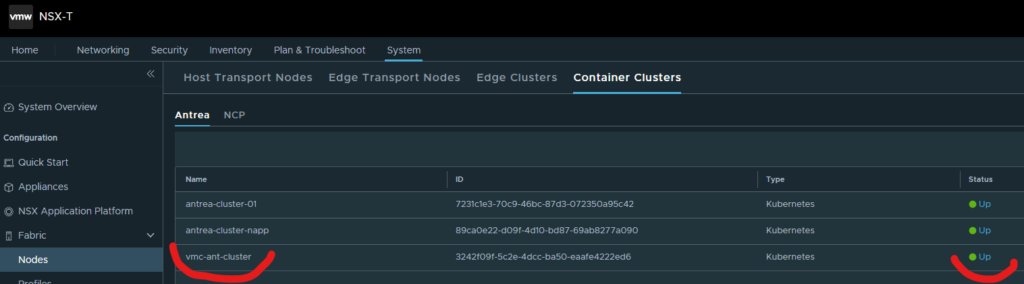 vmw NSX-T
Home Networking Security Inventory Plan & Troubleshoot System
Host Transport Nodes Edge Transport Nodes Edge Clusters Container Clusters
System Overview
Configuration
Quick Start
Appliances
NSX Application Platform
Fabric
Nodes
Profiles
Antrea NCP
Name ID Type Status
antrea-cluster-01 7231c1e3-70c9-46bc-87d3-072350a95c42 Kubernetes Up
antrea-cluster-napp 89ca0e22-d09f-4d10-bd87-69ab8277a090 Kubernetes Up
vmc-ant-cluster 3242f09f-5c2e-4dcc-ba50-eaafe4222ed6 Kubernetes Up